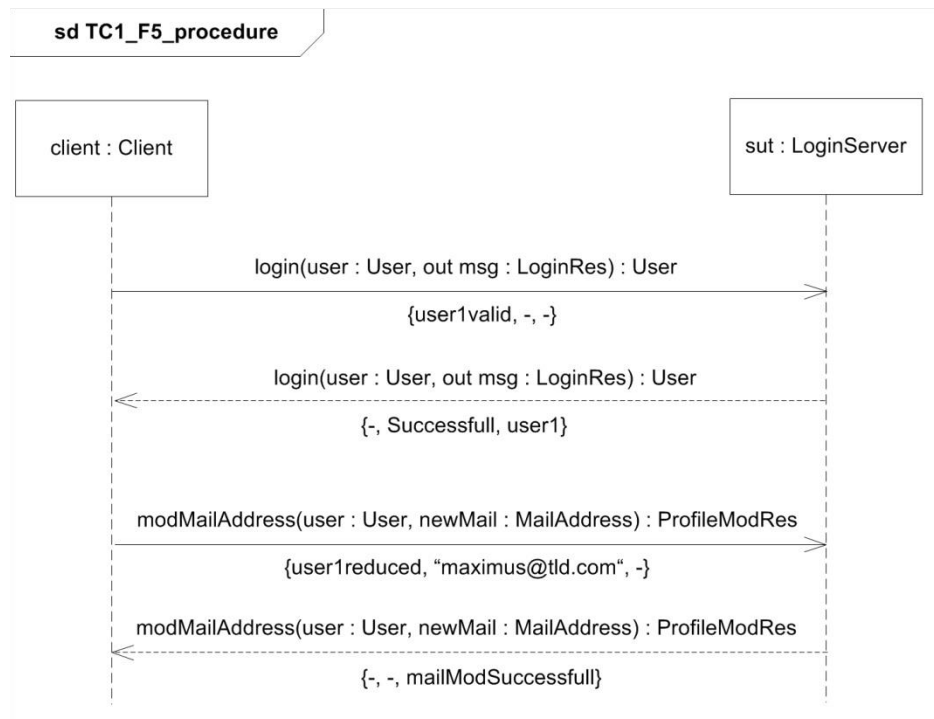 sd TC1_F5_procedure
client : Client
sut : LoginServer
login(user : User, out msg : LoginRes) : User
{user1valid, -, -}
login(user : User, out msg : LoginRes) : User
{-, Successfull, user1}
modMailAddress(user : User, newMail : MailAddress) : ProfileModRes
{user1reduced, “maximus@tld.com“, -}
modMailAddress(user : User, newMail : MailAddress) : ProfileModRes
{-, -, mailModSuccessfull}